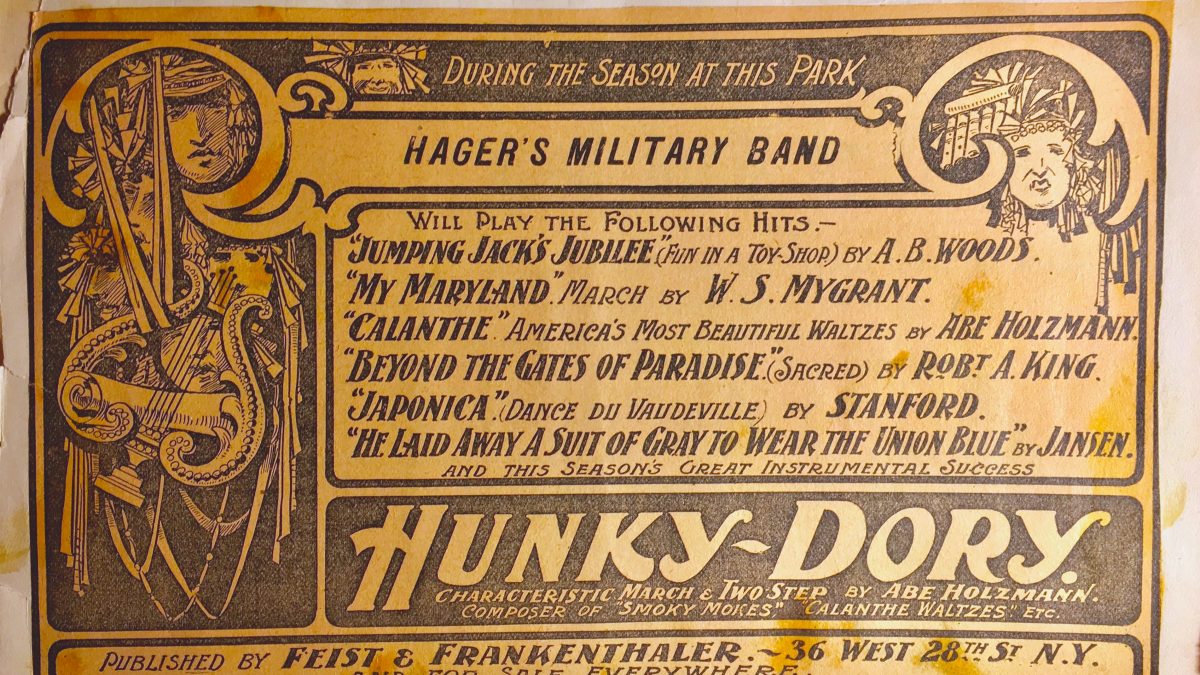 DURING THE SEASON AT THIS PARK
HAGER'S MILITARY BAND
WILL PLAY THE FOLLOWING HITS.—
"JUMPING JACK'S JUBILEE" (FUN IN A TOY-SHOP.) BY A. B. WOODS.
"MY MARYLAND." MARCH BY W. S. MYGRANT.
"CALANTHE." AMERICA'S MOST BEAUTIFUL WALTZES BY ABE HOLZMANN.
"BEYOND THE GATES OF PARADISE." (SACRED) BY ROBT. A. KING.
"JAPONICA". (DANCE DU VAUDEVILLE) BY STANFORD.
"HE LAID AWAY A SUIT OF GRAY TO WEAR THE UNION BLUE" BY JANSEN.
AND THIS SEASON'S GREAT INSTRUMENTAL SUCCESS
HUNKY-DORY.
CHARACTERISTIC MARCH & TWO STEP BY ABE HOLZMANN.
COMPOSER OF "SMOKY MOKES" "CALANTHE WALTZES" ETC.
PUBLISHED BY FEIST & FRANKENTHALER.~36 WEST 28TH ST. N.Y.
AND FOR SALE EVERYWHERE.